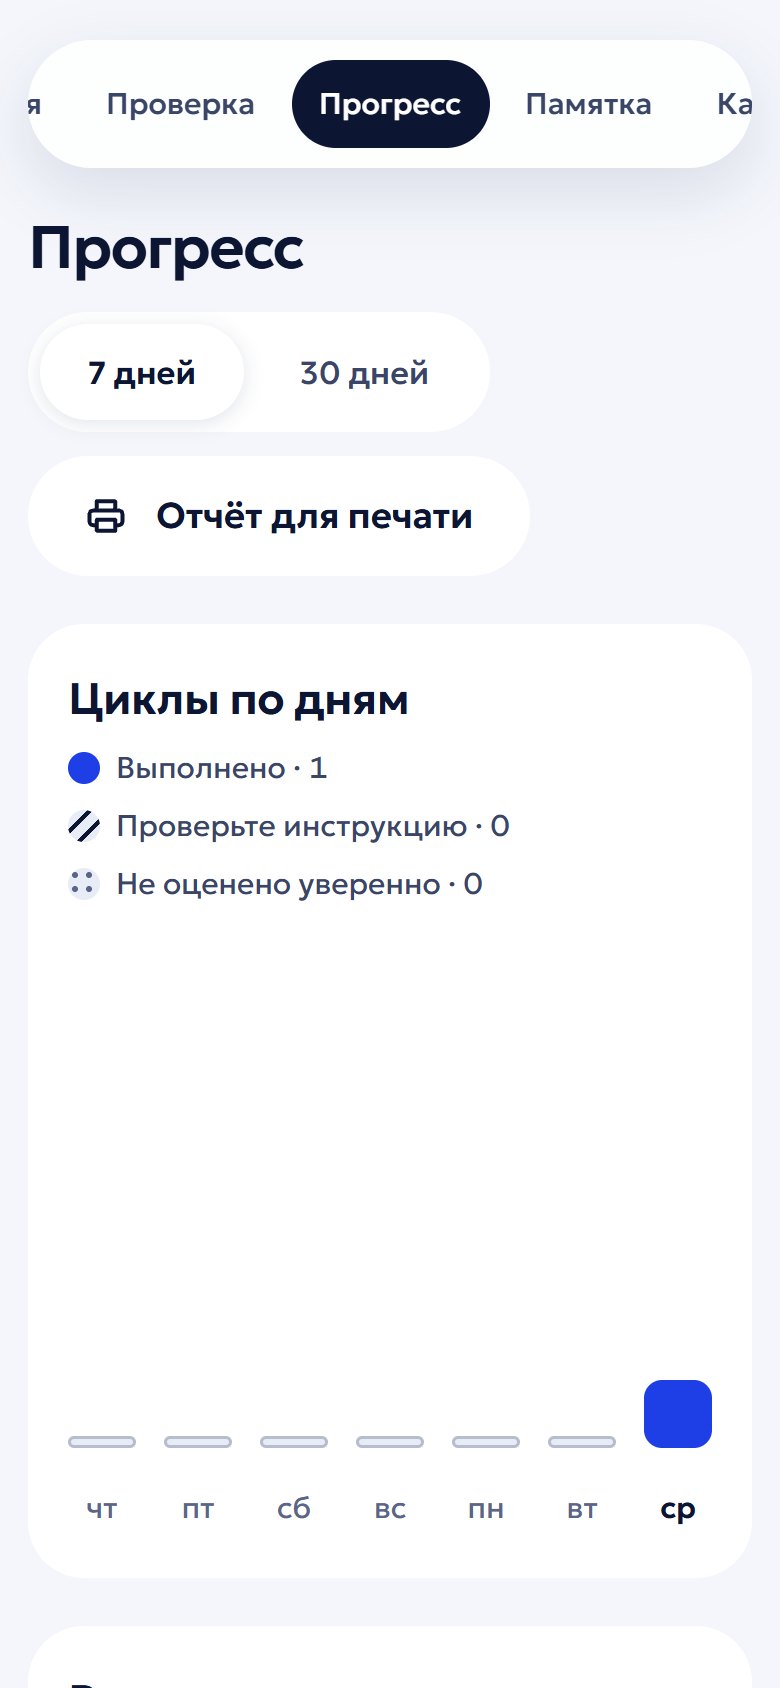 я Проверка Прогресс Памятка Ка
Прогресс
7 дней 30 дней
Отчёт для печати
Циклы по дням
Выполнено · 1
Проверьте инструкцию · 0
Не оценено уверенно · 0
чт пт сб вс пн вт ср